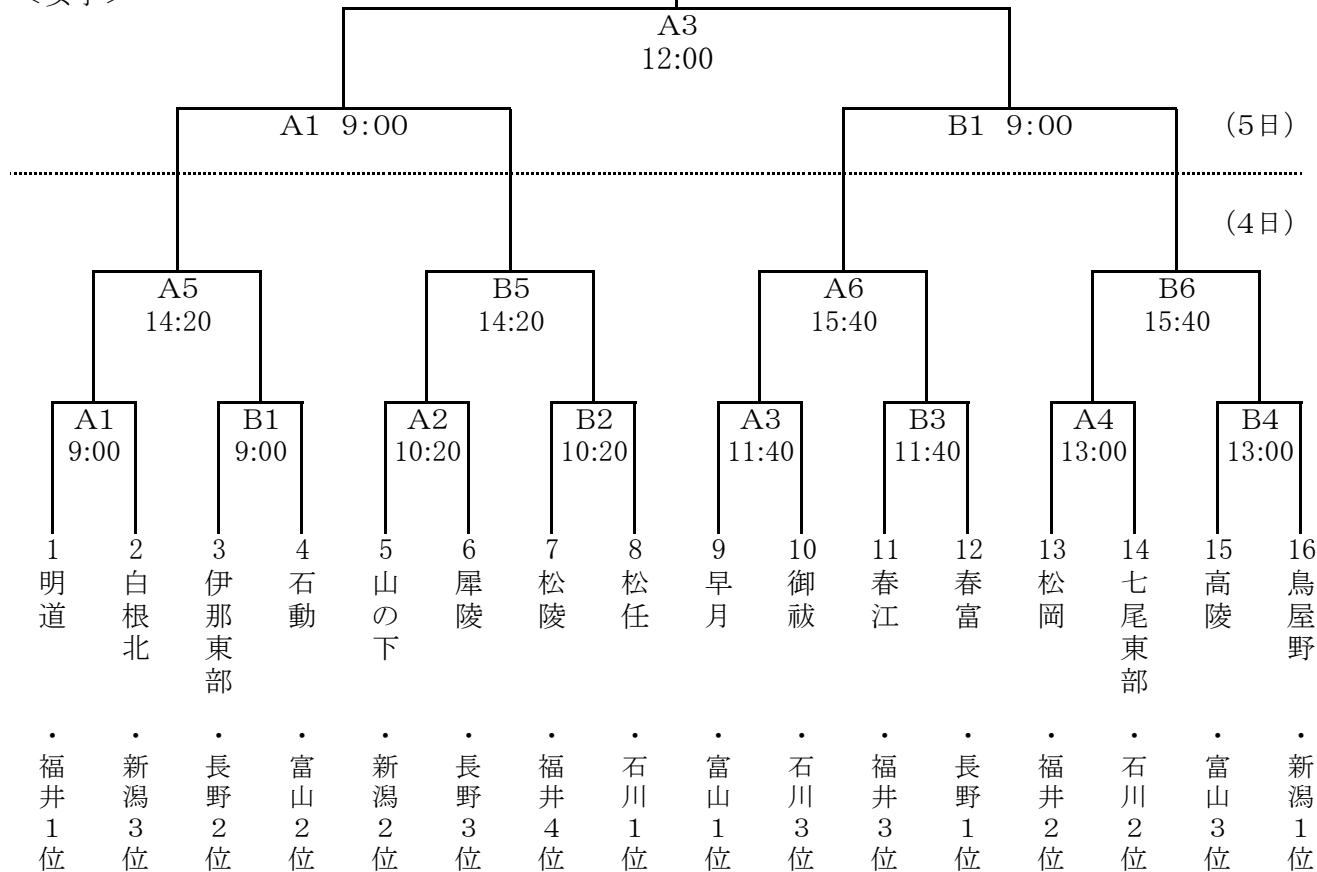 A3
12:00
A1 9:00
B1 9:00
(5日)
(4日)
A5
14:20
B5
14:20
A6
15:40
B6
15:40
A1
9:00
B1
9:00
A2
10:20
B2
10:20
A3
11:40
B3
11:40
A4
13:00
B4
13:00
1 明道 ・ 福井1位
2 白根北 ・ 新潟3位
3 伊那東部 ・ 長野2位
4 石動 ・ 富山2位
5 山の下 ・ 新潟2位
6 犀陵 ・ 長野3位
7 松陵 ・ 福井4位
8 松任 ・ 石川1位
9 早月 ・ 富山1位
10 御祓 ・ 石川3位
11 春江 ・ 福井3位
12 春富 ・ 長野1位
13 松岡 ・ 福井2位
14 七尾東部 ・ 石川2位
15 高陵 ・ 富山3位
16 鳥屋野 ・ 新潟1位